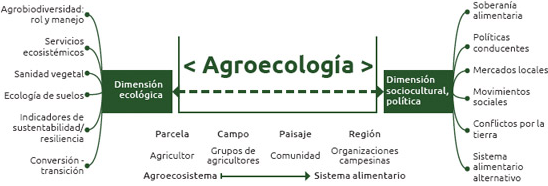 Agrobiodiversidad:
rol y manejo
Servicios
ecosistémicos
Sanidad vegetal
Ecología de suelos
Indicadores de
sustentabilidad/
resiliencia
Conversión -
transición
Dimensión
ecológica
< Agroecología >
Dimensión
sociocultural,
política
Parcela Campo Paisaje Región
Agricultor Grupos de
agricultores Comunidad Organizaciones
campesinas
Agroecosistema Sistema alimentario
Soberanía
alimentaria
Políticas
conducentes
Mercados locales
Movimientos
sociales
Conflictos por la
tierra
Sistema
alimentario
alternativo